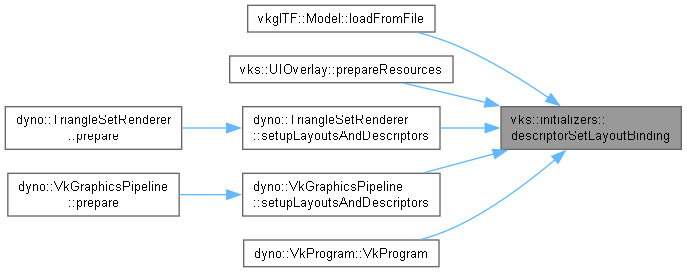 vkglTF::Model::loadFromFile
vks::UIOverlay::prepareResources
dyno::TriangleSetRenderer
::prepare
dyno::TriangleSetRenderer
::setupLayoutsAndDescriptors
vks::initializers::
descriptorSetLayoutBinding
dyno::VkGraphicsPipeline
::prepare
dyno::VkGraphicsPipeline
::setupLayoutsAndDescriptors
dyno::VkProgram::VkProgram